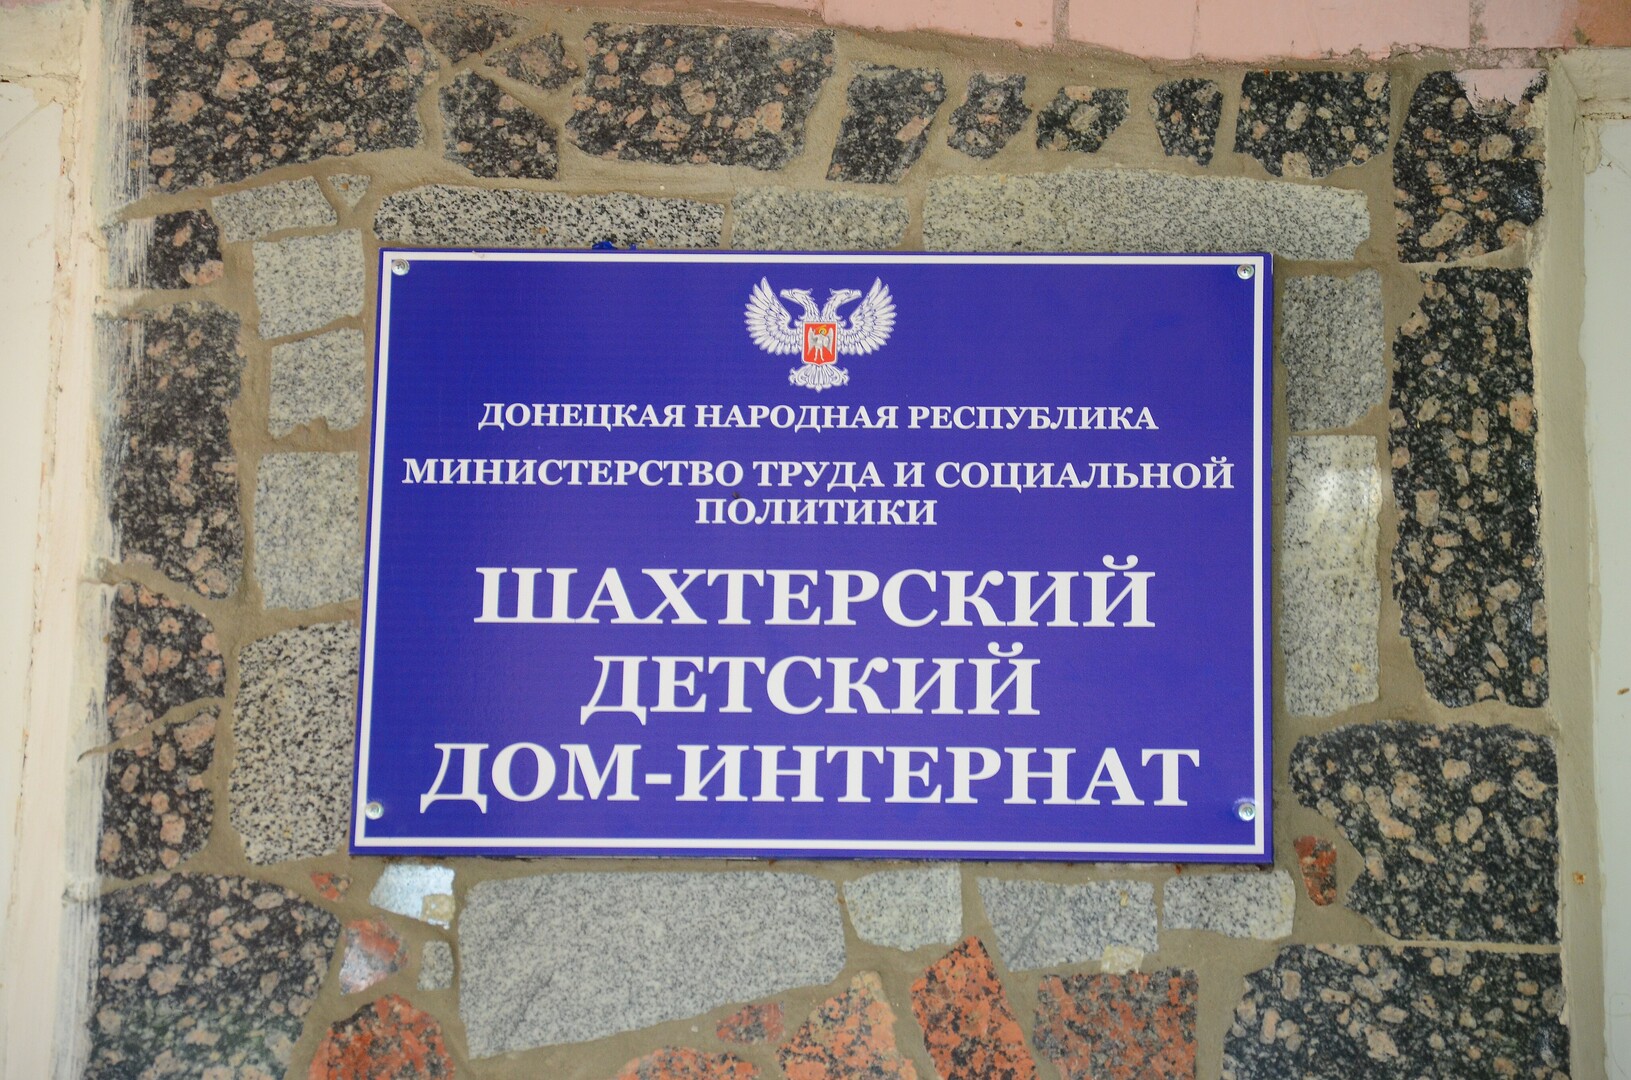 ДОНЕЦКАЯ НАРОДНАЯ РЕСПУБЛИКА
МИНИСТЕРСТВО ТРУДА И СОЦИАЛЬНОЙ
ПОЛИТИКИ
ШАХТЕРСКИЙ
ДЕТСКИЙ
ДОМ-ИНТЕРНАТ